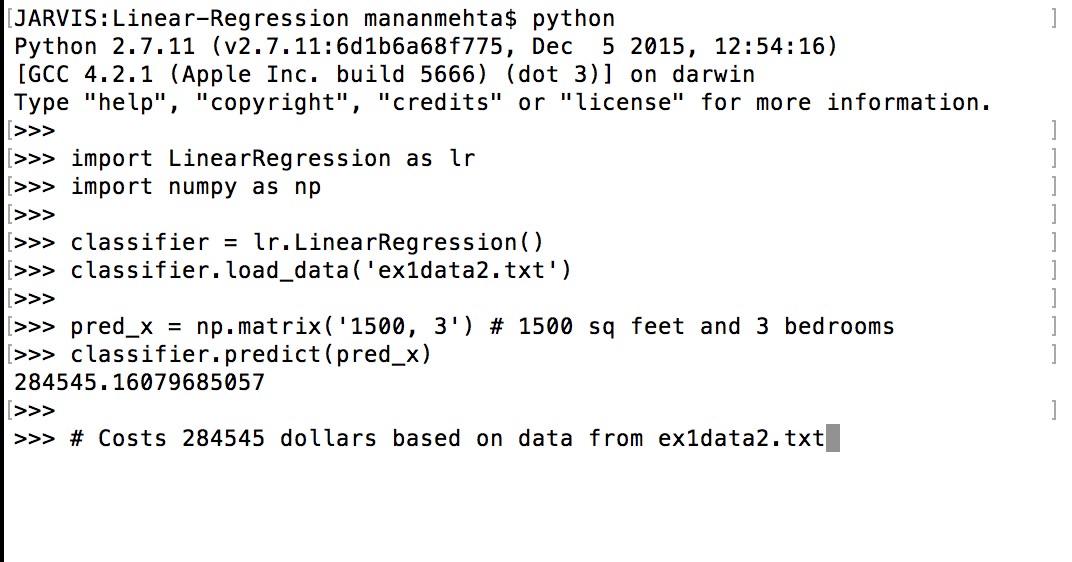 [JARVIS:Linear-Regression mananmehta$ python ]
Python 2.7.11 (v2.7.11:6d1b6a68f775, Dec  5 2015, 12:54:16)
[GCC 4.2.1 (Apple Inc. build 5666) (dot 3)] on darwin
Type "help", "copyright", "credits" or "license" for more information.
[>>> ]
[>>> import LinearRegression as lr ]
[>>> import numpy as np ]
[>>> ]
[>>> classifier = lr.LinearRegression() ]
[>>> classifier.load_data('ex1data2.txt') ]
[>>> ]
[>>> pred_x = np.matrix('1500, 3') # 1500 sq feet and 3 bedrooms ]
[>>> classifier.predict(pred_x) ]
284545.16079685057
[>>> ]
>>> # Costs 284545 dollars based on data from ex1data2.txt